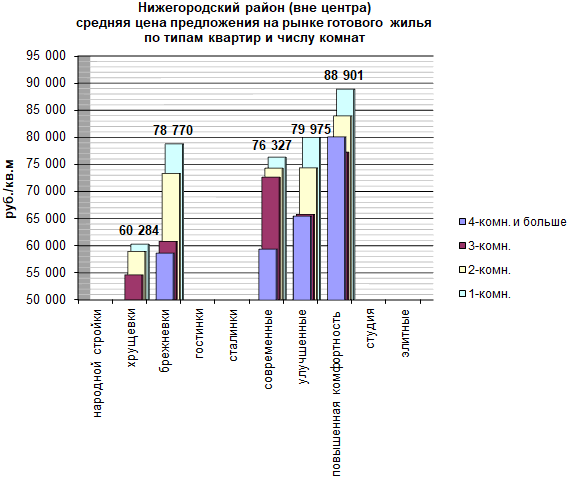 Нижегородский район (вне центра)
средняя цена предложения на рынке готового жилья
по типам квартир и числу комнат
руб./кв.м
95 000
90 000
85 000
80 000
75 000
70 000
65 000
60 000
55 000
50 000
60 284
78 770
76 327
79 975
88 901
народной стройки
хрущевки
брежневки
гостинки
сталинки
современные
улучшенные
повышенная комфортность
студия
элитные
4-комн. и больше
3-комн.
2-комн.
1-комн.